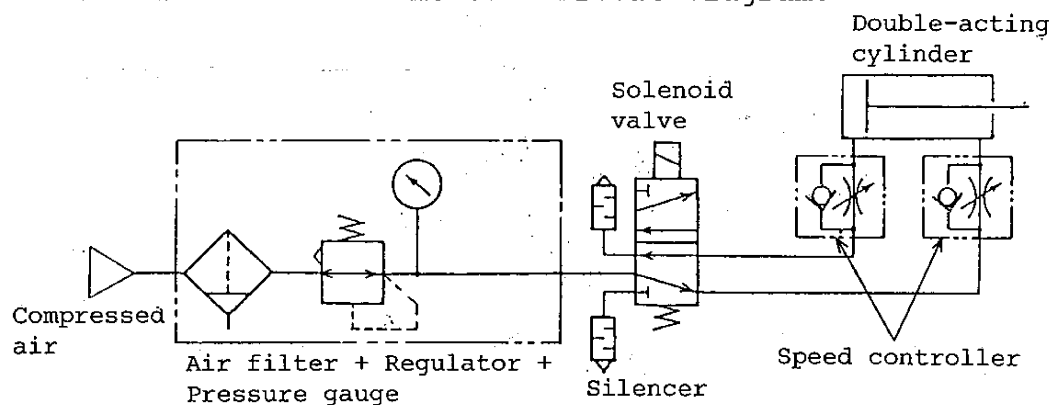 Double-acting
cylinder
Solenoid
valve
Compressed
air
Air filter + Regulator +
Pressure gauge
Silencer
Speed controller